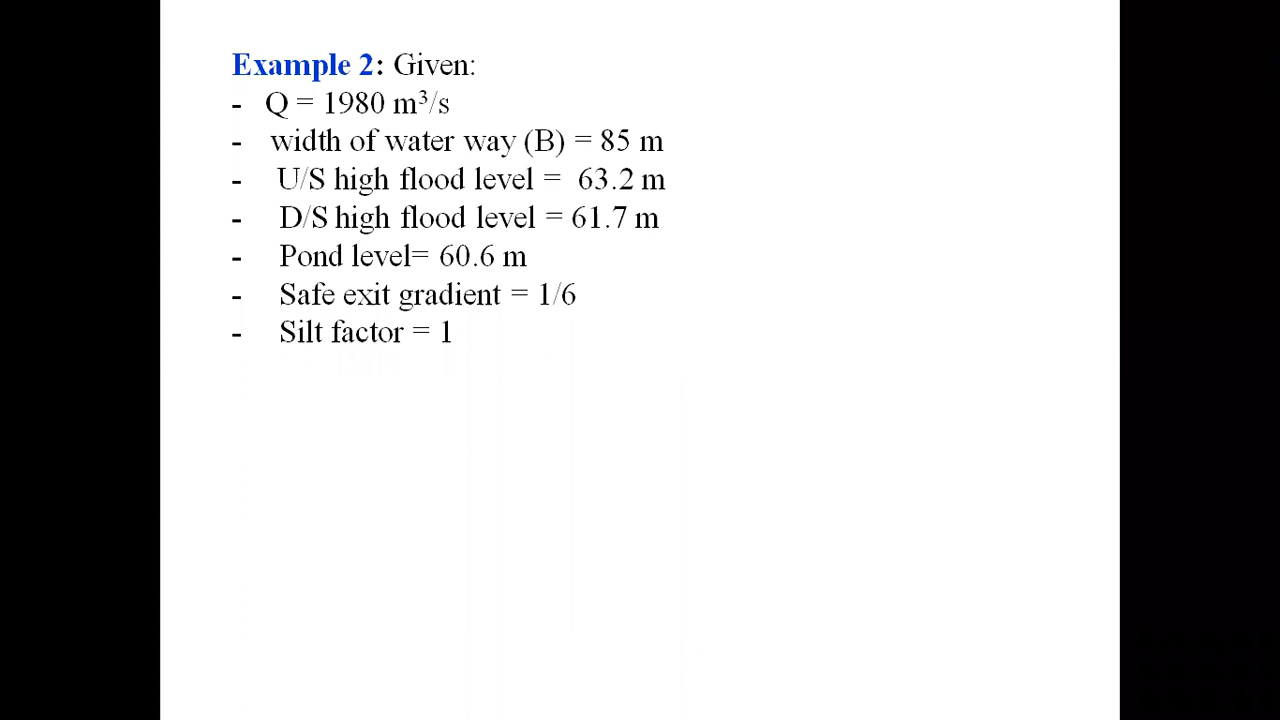 Example 2: Given:
- Q = 1980 m³/s
- width of water way (B) = 85 m
- U/S high flood level = 63.2 m
- D/S high flood level = 61.7 m
- Pond level= 60.6 m
- Safe exit gradient = 1/6
- Silt factor = 1